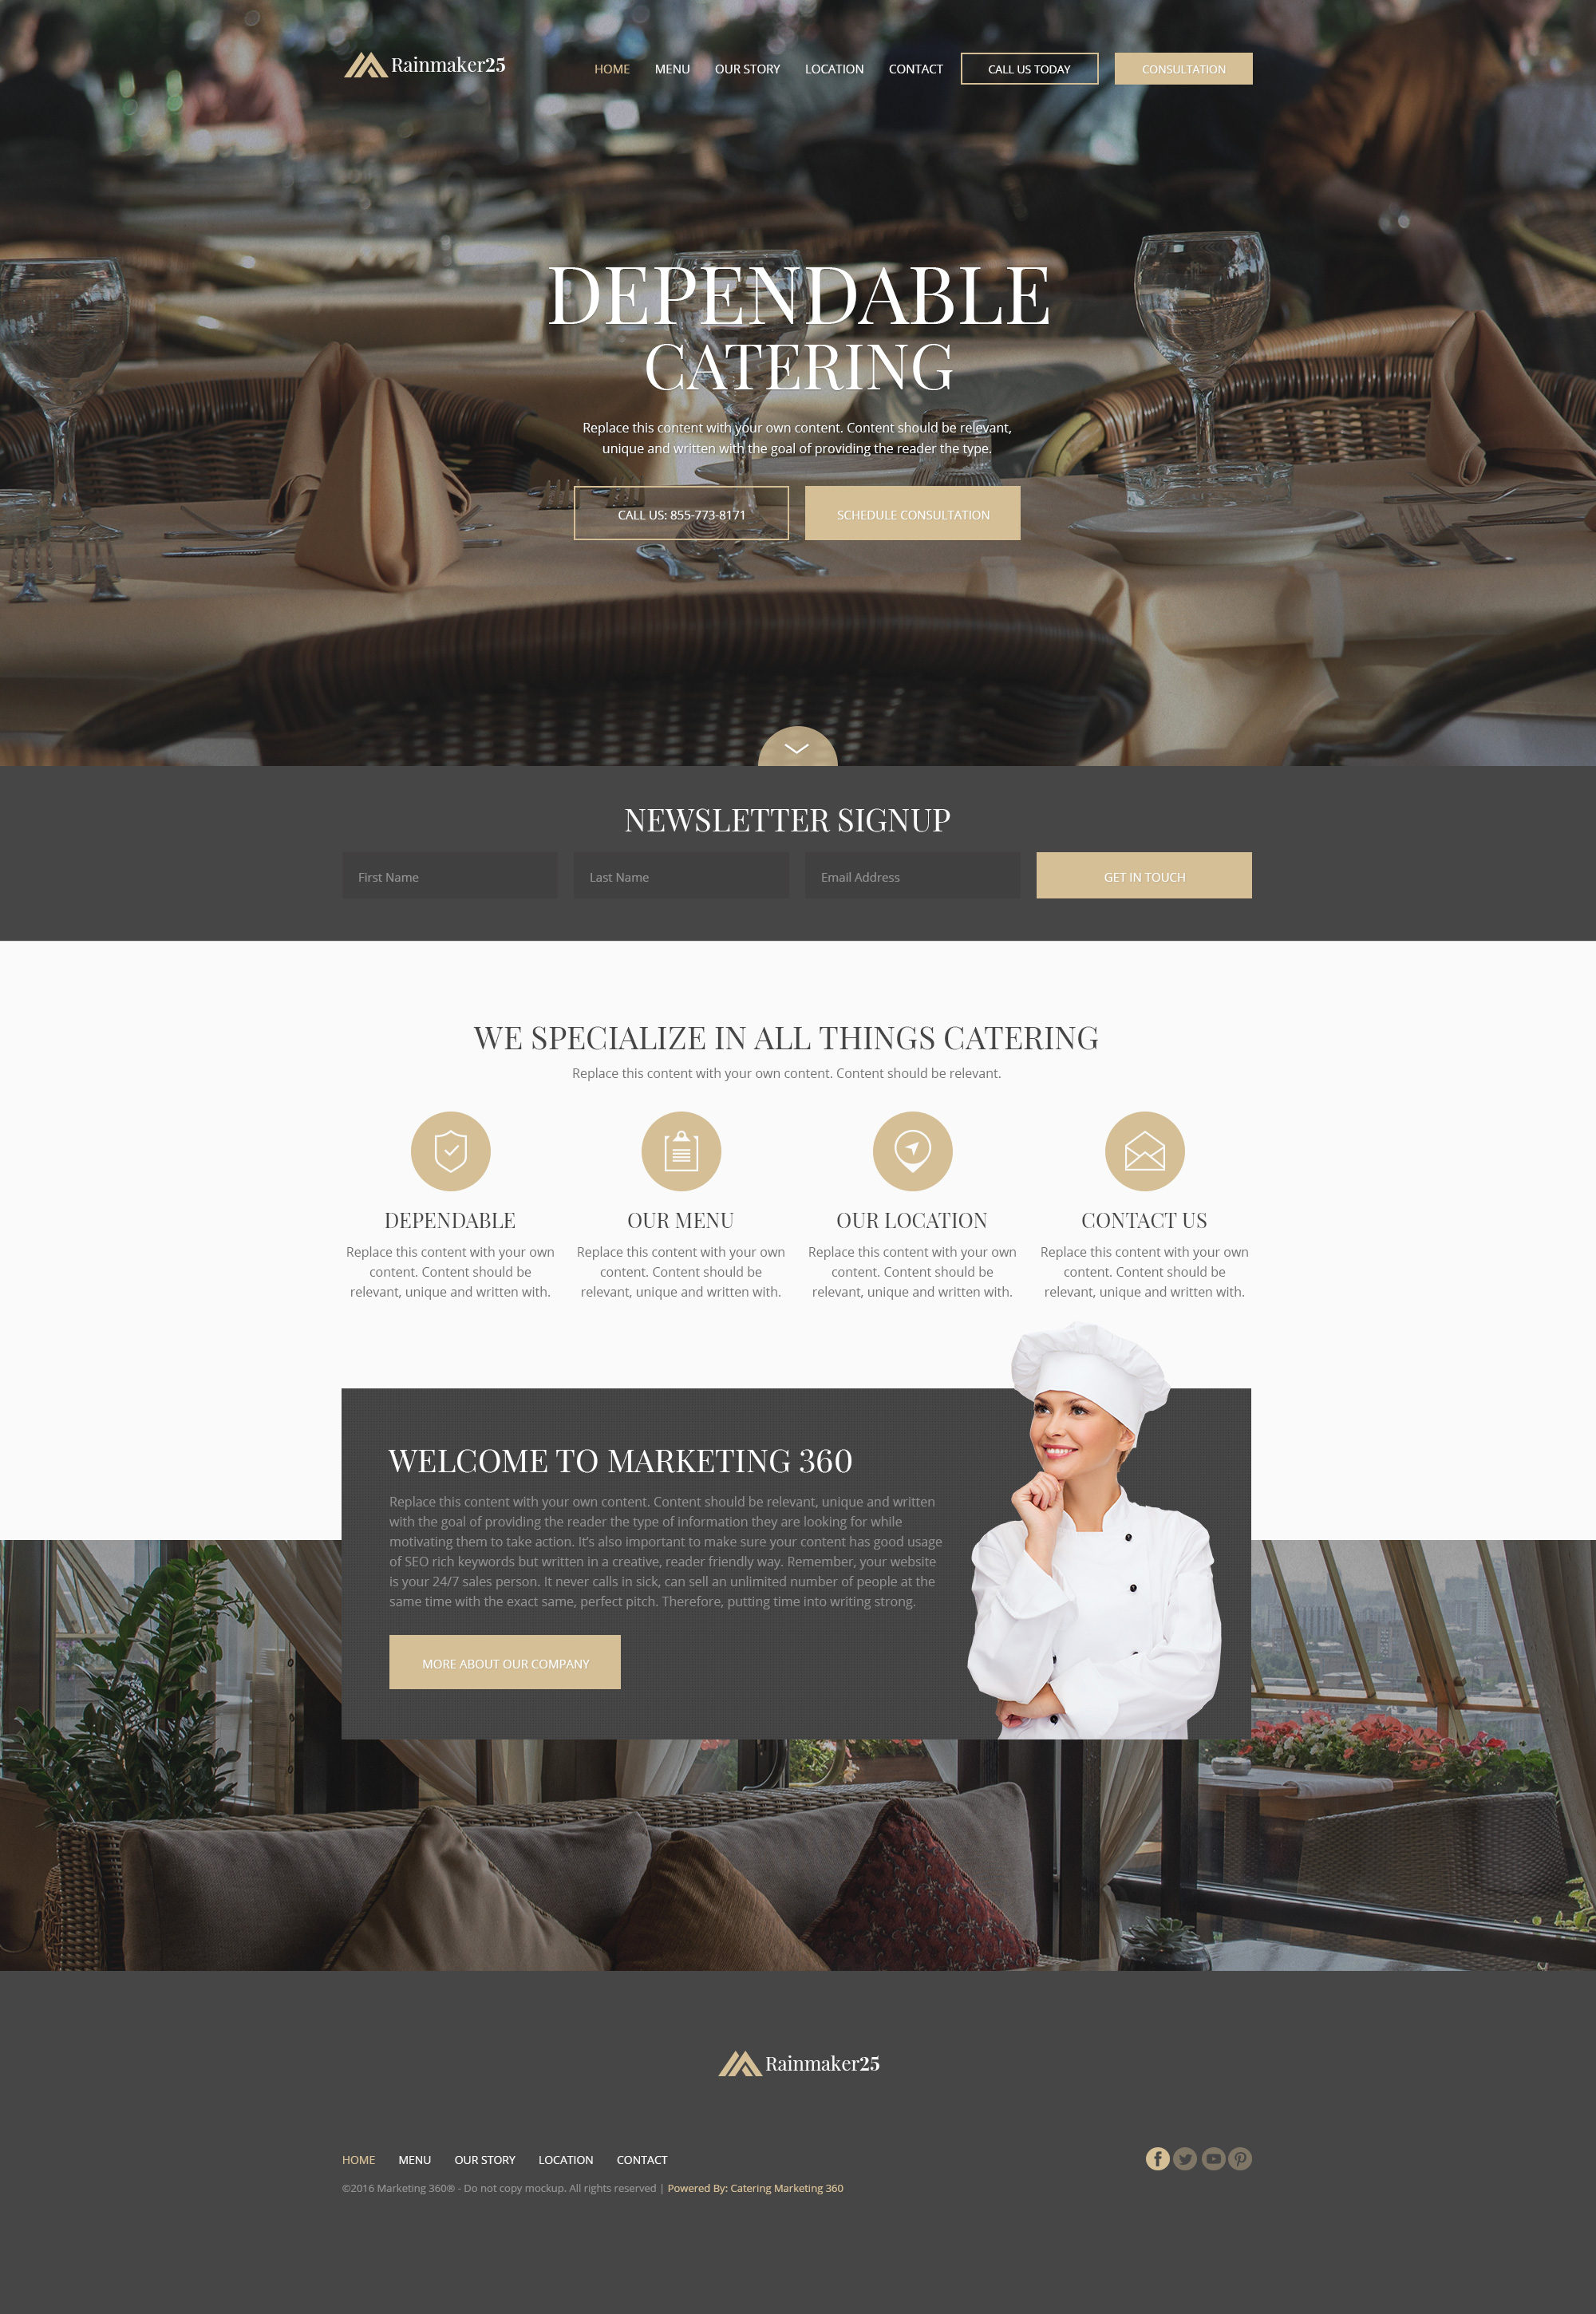 Rainmaker25
HOME MENU OUR STORY LOCATION CONTACT CALL US TODAY CONSULTATION
DEPENDABLE
CATERING
Replace this content with your own content. Content should be relevant,
unique and written with the goal of providing the reader the type.
CALL US: 855-773-8171 SCHEDULE CONSULTATION
NEWSLETTER SIGNUP
First Name Last Name Email Address GET IN TOUCH
WE SPECIALIZE IN ALL THINGS CATERING
Replace this content with your own content. Content should be relevant.
DEPENDABLE
Replace this content with your own
content. Content should be
relevant, unique and written with.
OUR MENU
Replace this content with your own
content. Content should be
relevant, unique and written with.
OUR LOCATION
Replace this content with your own
content. Content should be
relevant, unique and written with.
CONTACT US
Replace this content with your own
content. Content should be
relevant, unique and written with.
WELCOME TO MARKETING 360
Replace this content with your own content. Content should be relevant, unique and written
with the goal of providing the reader the type of information they are looking for while
motivating them to take action. It's also important to make sure your content has good usage
of SEO rich keywords but written in a creative, reader friendly way. Remember, your website
is your 24/7 sales person. It never calls in sick, can sell an unlimited number of people at the
same time with the exact same, perfect pitch. Therefore, putting time into writing strong.
MORE ABOUT OUR COMPANY
Rainmaker25
HOME MENU OUR STORY LOCATION CONTACT
©2016 Marketing 360® - Do not copy mockup. All rights reserved | Powered By: Catering Marketing 360